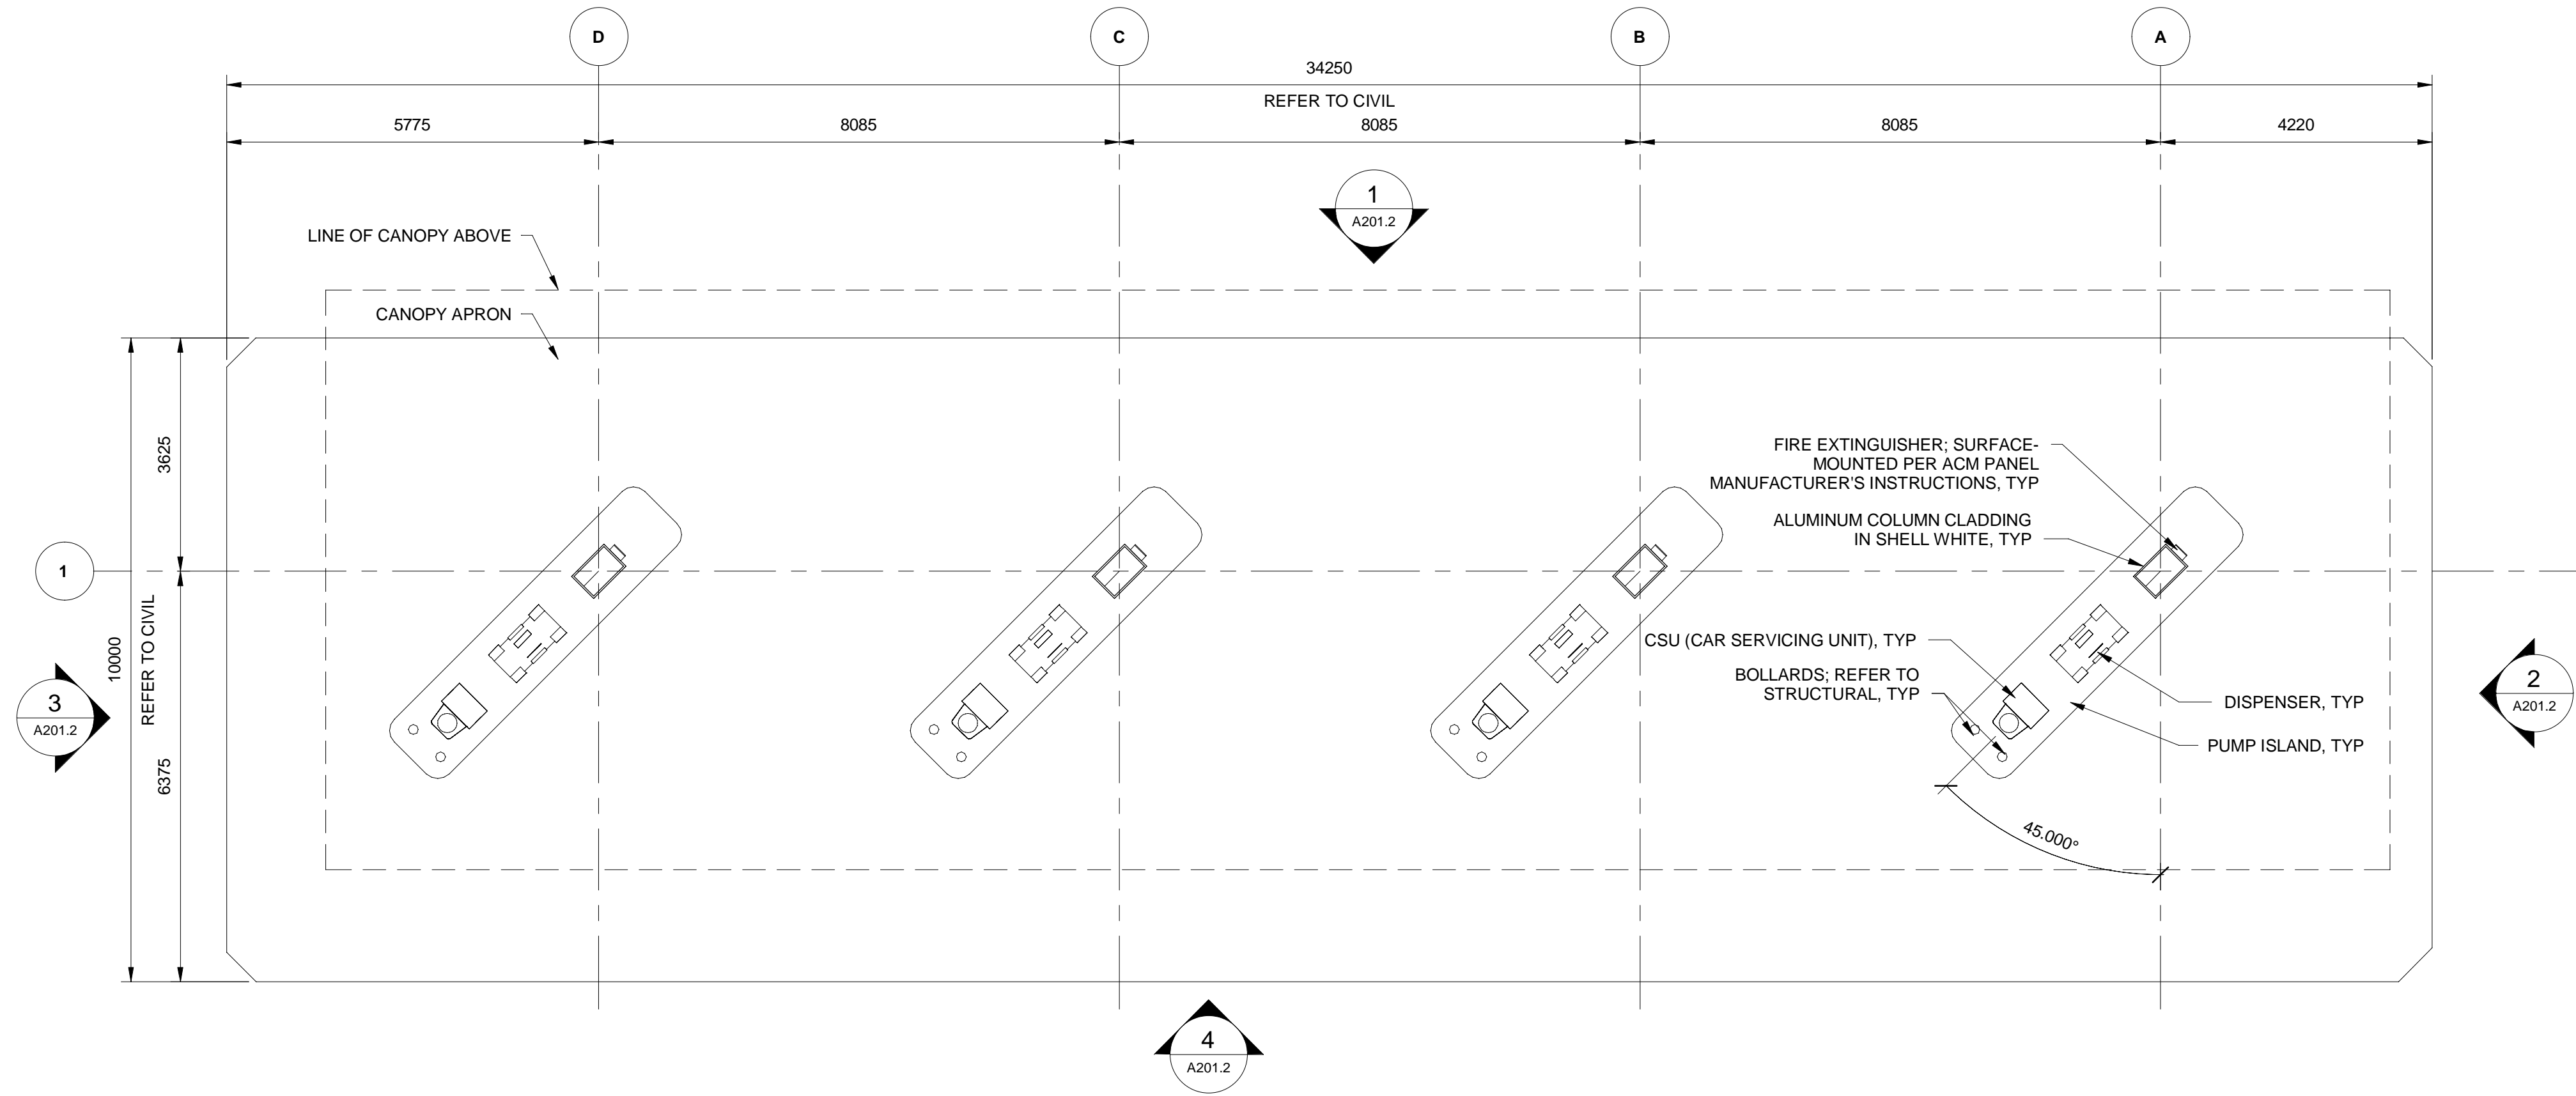 D
C
B
A
34250
REFER TO CIVIL
5775
8085
8085
8085
4220
1
A201.2
LINE OF CANOPY ABOVE
CANOPY APRON
3625
FIRE EXTINGUISHER; SURFACE-
MOUNTED PER ACM PANEL
MANUFACTURER'S INSTRUCTIONS, TYP
ALUMINUM COLUMN CLADDING
IN SHELL WHITE, TYP
1
10000
REFER TO CIVIL
6375
CSU (CAR SERVICING UNIT), TYP
BOLLARDS; REFER TO
STRUCTURAL, TYP
DISPENSER, TYP
PUMP ISLAND, TYP
3
A201.2
2
A201.2
45.000°
4
A201.2